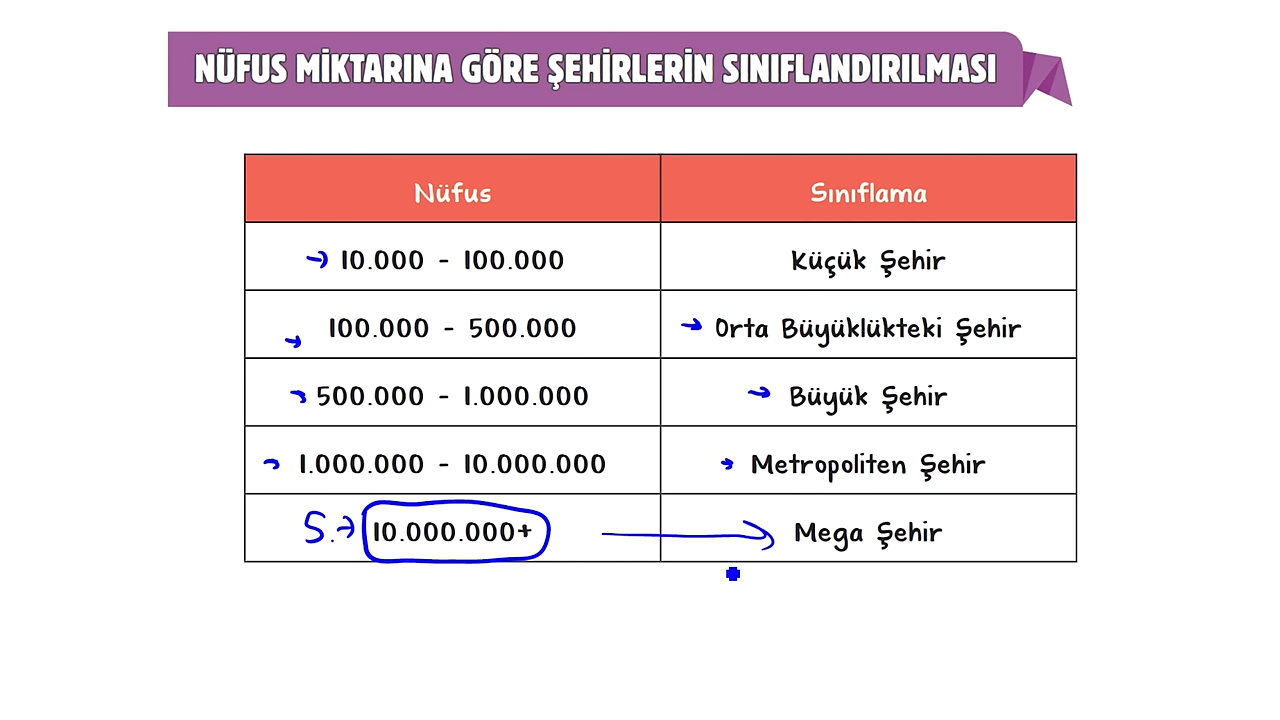 NÜFUS MİKTARINA GÖRE ŞEHİRLERİN SINIFLANDIRILMASI
Nüfus Sınıflama
10.000 - 100.000 Küçük Şehir
100.000 - 500.000 Orta Büyüklükteki Şehir
500.000 - 1.000.000 Büyük Şehir
1.000.000 - 10.000.000 Metropoliten Şehir
5. → 10.000.000+ Mega Şehir